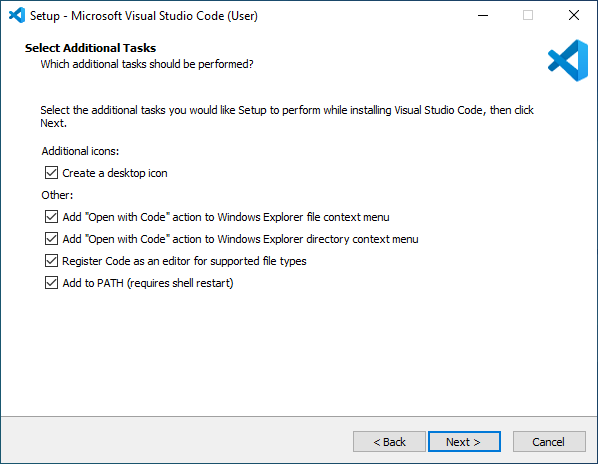 Setup - Microsoft Visual Studio Code (User)
Select Additional Tasks
Which additional tasks should be performed?
Select the additional tasks you would like Setup to perform while installing Visual Studio Code, then click
Next.
Additional icons:
Create a desktop icon
Other:
Add "Open with Code" action to Windows Explorer file context menu
Add "Open with Code" action to Windows Explorer directory context menu
Register Code as an editor for supported file types
Add to PATH (requires shell restart)
< Back Next > Cancel